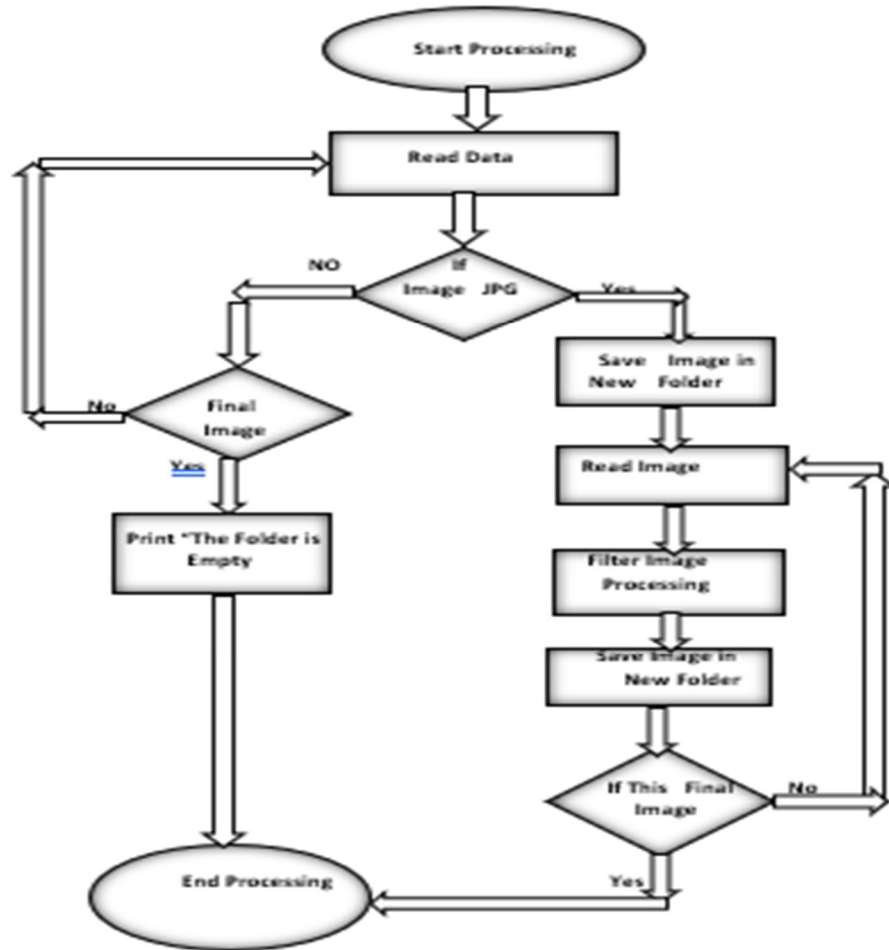 Start Processing
Read Data
NO
If
Image JPG
Yes
Save Image in
New Folder
No
Final
Image
Yes
Read Image
Print "The Folder is
Empty
Filter Image
Processing
Save Image in
New Folder
If This Final
Image
No
End Processing
Yes